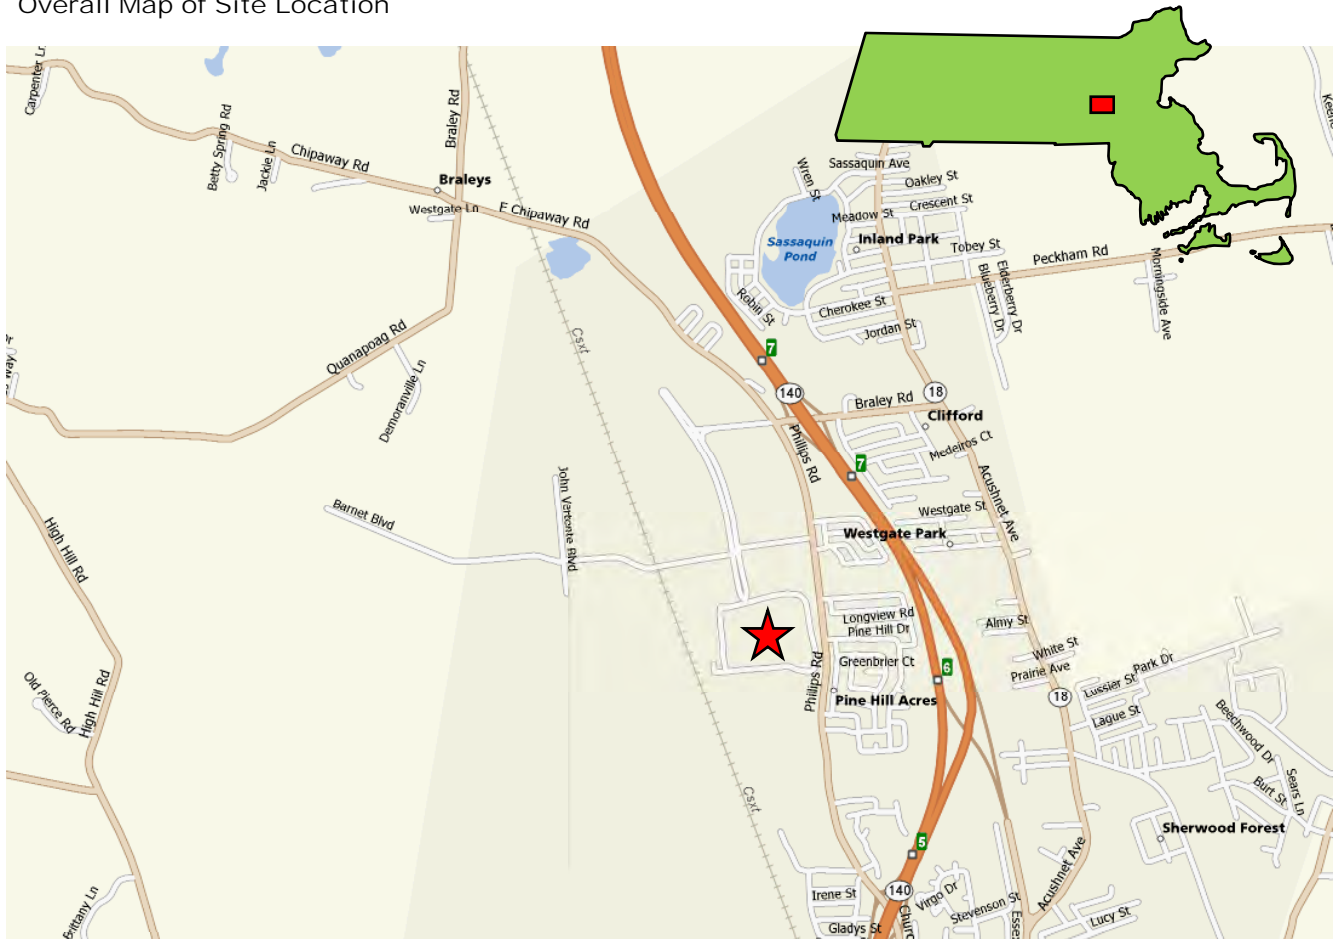 Overall Map of Site Location
Carpenter Ln
Betty Spring Rd
Jackie Ln
Chipaway Rd
Braley Rd
Braleys
Westgate Ln
E Chipaway Rd
Quanapoag Rd
Demoranville Ln
Csxt
Wren St
Sassaquin Ave
Oakley St
Crescent St
Meadow St
Inland Park
Sassaquin
Pond
Tobey St
Peckham Rd
Elderberry Dr
Blueberry Dr
Morningside Ave
Robin St
Cherokee St
Jordan St
7
140
18
Braley Rd
Clifford
Medeiros Ct
Phillips Rd
7
Acushnet Ave
Westgate St
Westgate Park
Barnet Blvd
John Vertente Blvd
High Hill Rd
Longview Rd
Pine Hill Dr
Greenbrier Ct
Phillips Rd
Pine Hill Acres
6
Almy St
White St
Prairie Ave
18
Lussier St
Park Dr
Lague St
Beechwood Dr
Sears Ln
Burt St
Sherwood Forest
Old Pierce Rd
High Hill Rd
Csxt
5
140
Irene St
Gladys St
Virgo Dr
Stevenson St
Acushnet Ave
Lucy St
Brittany Ln